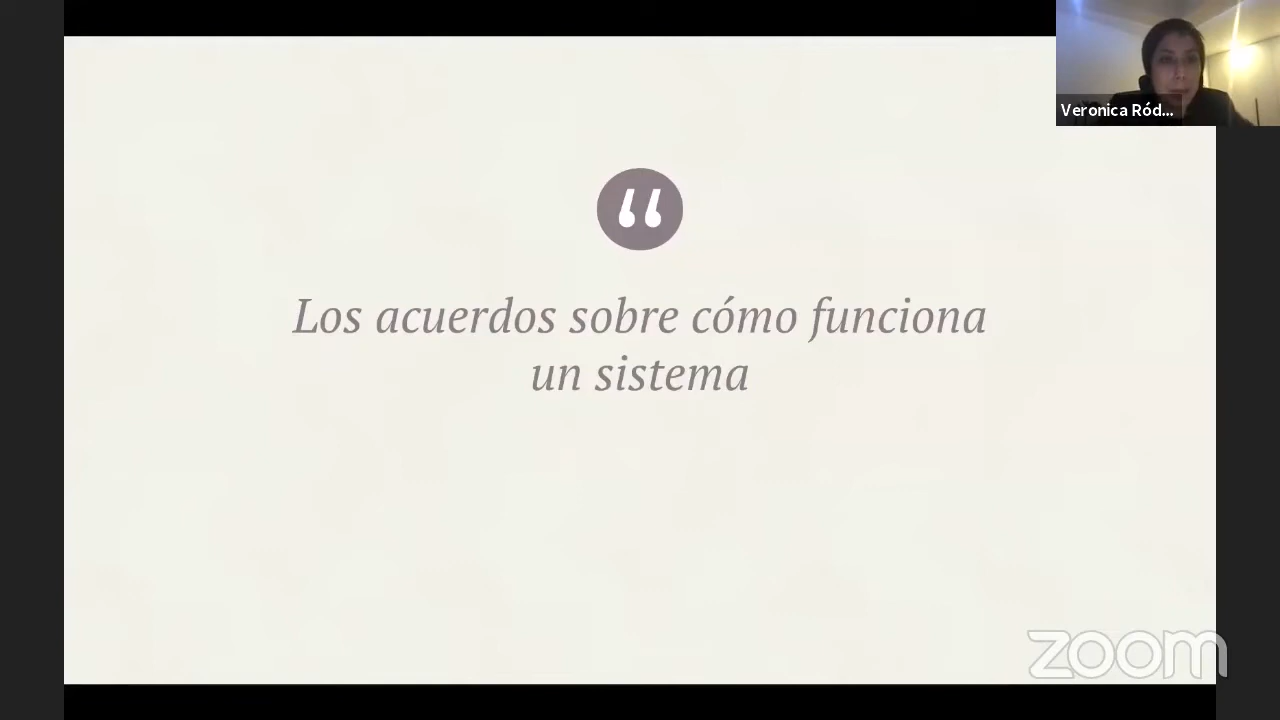 Veronica Ród...
“
Los acuerdos sobre cómo funciona
un sistema
zoom